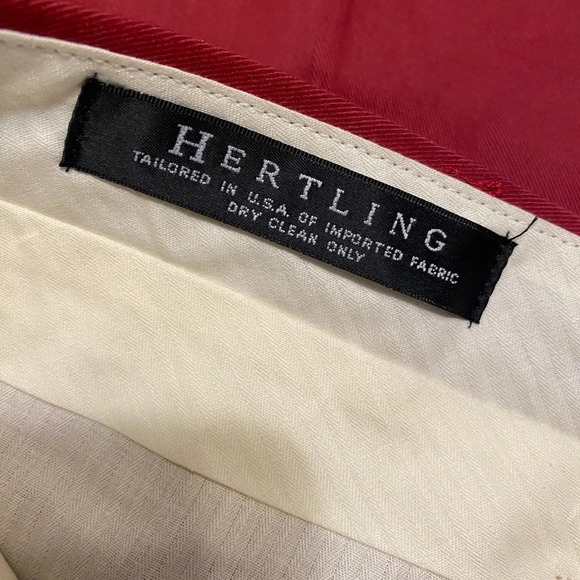 HERTLING
TAILORED IN U.S.A. OF IMPORTED FABRIC
DRY CLEAN ONLY